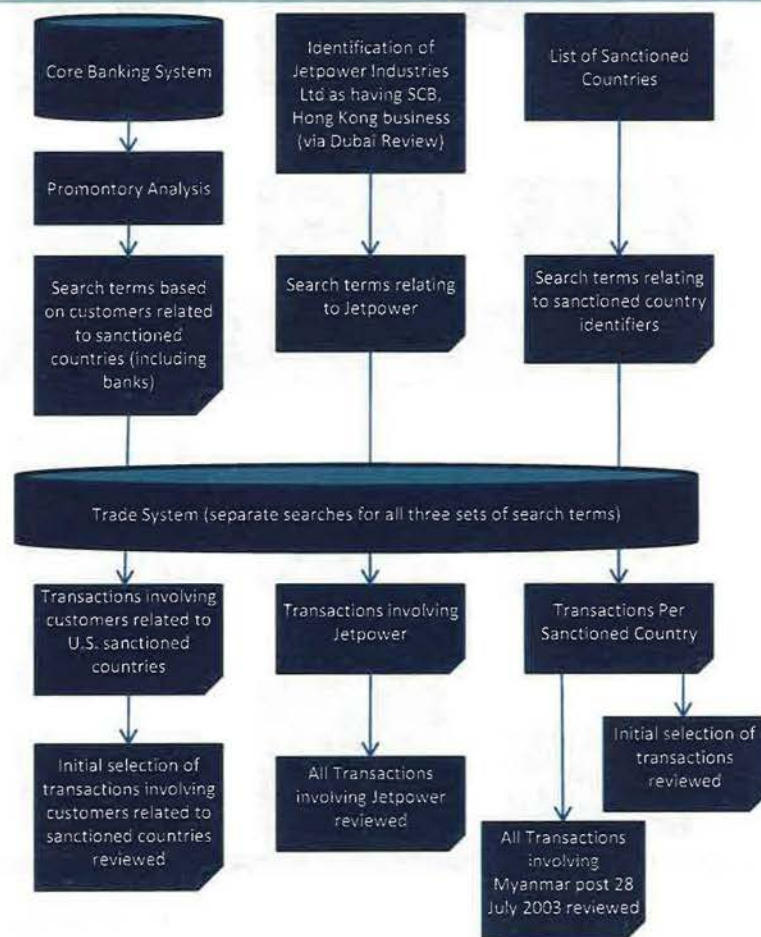 Core Banking System
Promontory Analysis
Search terms based
on customers related
to sanctioned
countries (including
banks)
Identification of
Jetpower Industries
Ltd as having SCB,
Hong Kong business
(via Dubai Review)
Search terms relating
to Jetpower
List of Sanctioned
Countries
Search terms relating
to sanctioned country
identifiers
Trade System (separate searches for all three sets of search terms)
Transactions involving
customers related to
U.S. sanctioned
countries
Initial selection of
transactions involving
customers related to
sanctioned countries
reviewed
Transactions involving
Jetpower
All Transactions
involving Jetpower
reviewed
Transactions Per
Sanctioned Country
All Transactions
involving
Myanmar post 28
July 2003 reviewed
Initial selection of
transactions
reviewed